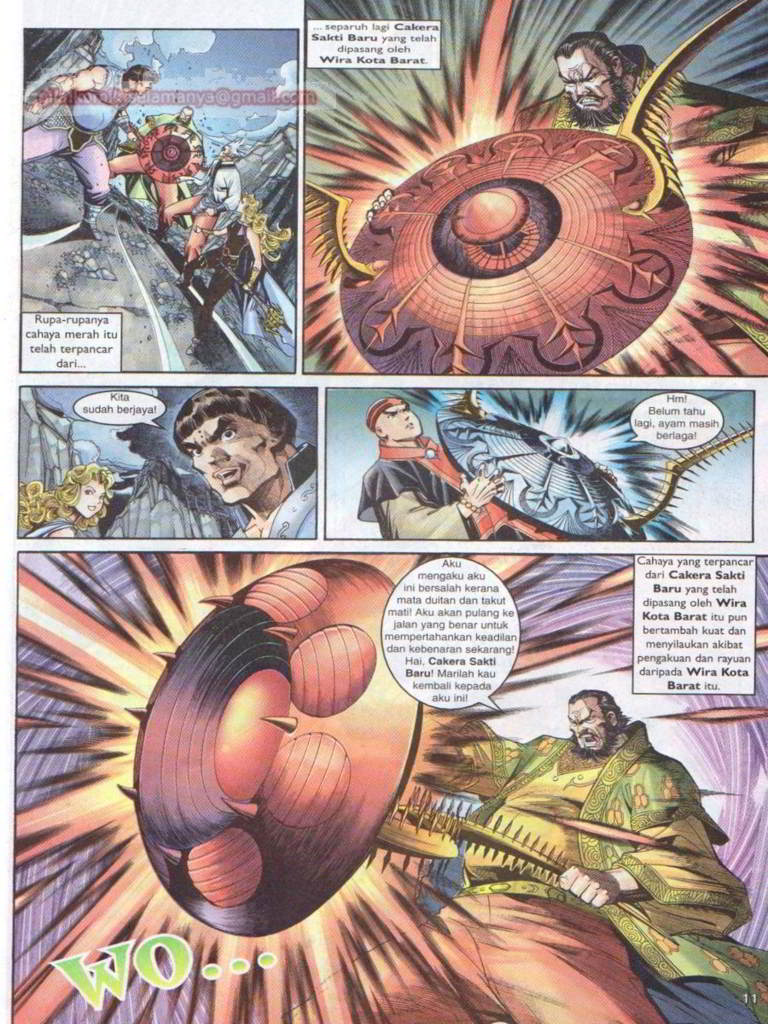 Rupa-rupanya
cahaya merah itu
telah terpancar
dari...
... separuh lagi Cakera
Sakti Baru yang telah
dipasang oleh
Wira Kota Barat.
Kita
sudah berjaya!
Hm!
Belum tahu
lagi, ayam masih
berlaga!
Aku
mengaku aku
ini bersalah kerana
mata duitan dan takut
mati! Aku akan pulang ke
jalan yang benar untuk
mempertahankan keadilan
dan kebenaran sekarang!
Hai, Cakera Sakti
Baru! Marilah kau
kembali kepada
aku ini!
Cahaya yang terpancar
dari Cakera Sakti
Baru yang telah
dipasang oleh Wira
Kota Barat itu pun
bertambah kuat dan
menyilaukan akibat
pengakuan dan rayuan
daripada Wira Kota
Barat itu.
WO...
11